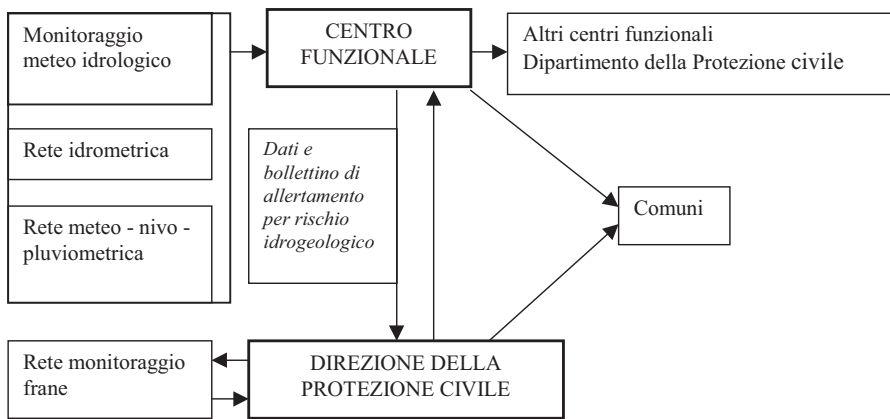 Monitoraggio
meteo idrologico
CENTRO
FUNZIONALE
Altri centri funzionali
Dipartimento della Protezione civile
Rete idrometrica
Dati e
bollettino di
allertamento
per rischio
idrogeologico
Rete meteo - nivo -
pluviometrica
Comuni
Rete monitoraggio
frane
DIREZIONE DELLA
PROTEZIONE CIVILE